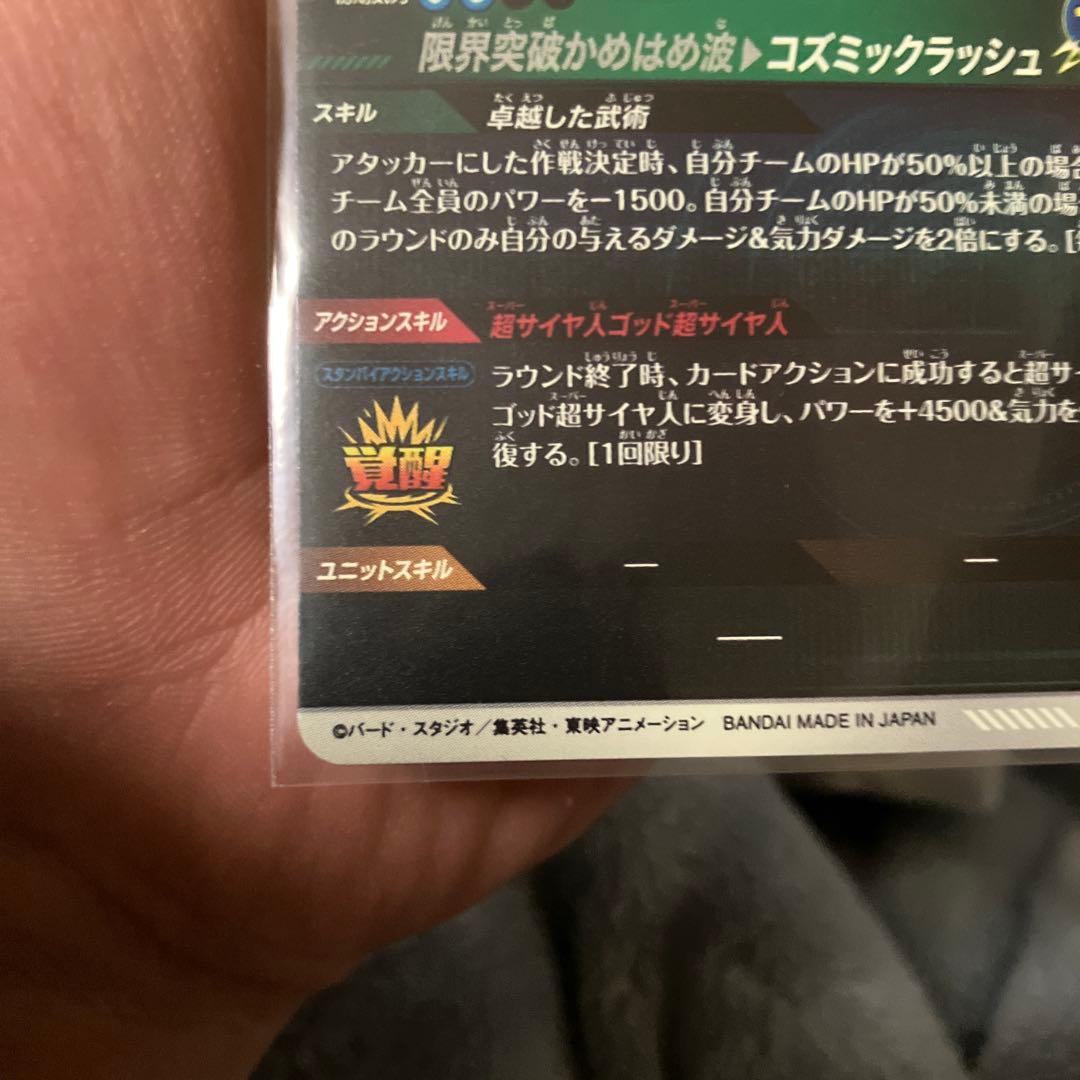 限界突破かめはめ波▶コズミックラッシュ
スキル 卓越した武術
アタッカーにした作戦決定時、自分チームのHPが50%以上の場合
チーム全員のパワーを-1500。自分チームのHPが50%未満の場
のラウンドのみ自分の与えるダメージ&気力ダメージを2倍にする。[
アクションスキル 超サイヤ人ゴッド超サイヤ人
スタンバイアクションスキル
ラウンド終了時、カードアクションに成功すると超サイ
ゴッド超サイヤ人に変身し、パワーを+4500&気力を
復する。[1回限り]
覚醒
ユニットスキル — —
—
©バード・スタジオ/集英社・東映アニメーション BANDAI MADE IN JAPAN